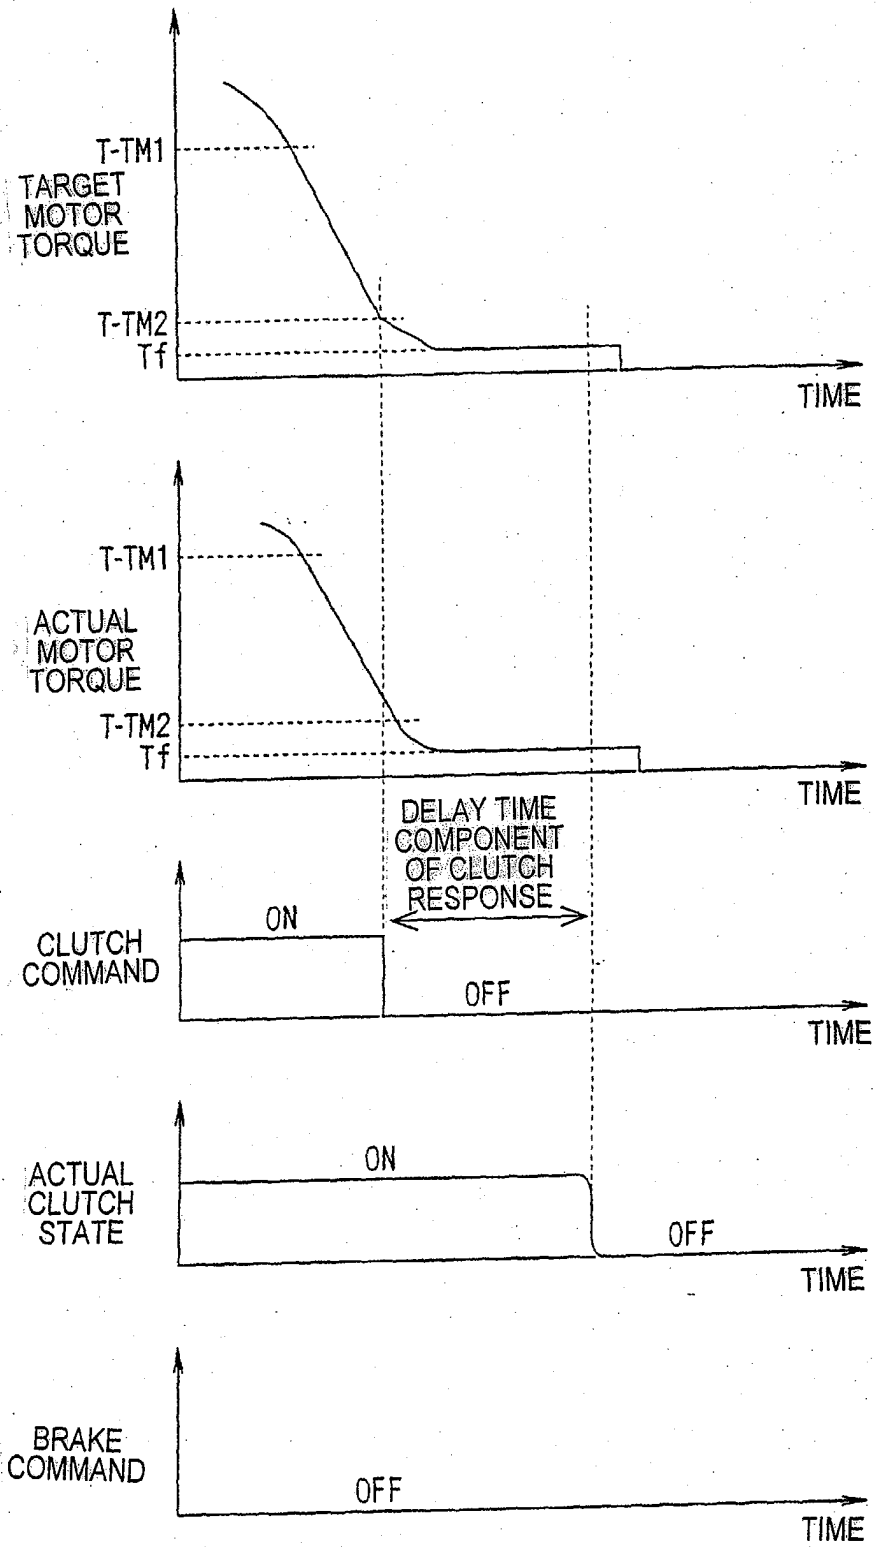 T-TM1
TARGET
MOTOR
TORQUE
T-TM2
Tf
TIME
T-TM1
ACTUAL
MOTOR
TORQUE
T-TM2
Tf
TIME
DELAY TIME
COMPONENT
OF CLUTCH
RESPONSE
ON
CLUTCH
COMMAND
OFF
TIME
ON
ACTUAL
CLUTCH
STATE
OFF
TIME
BRAKE
COMMAND
OFF
TIME